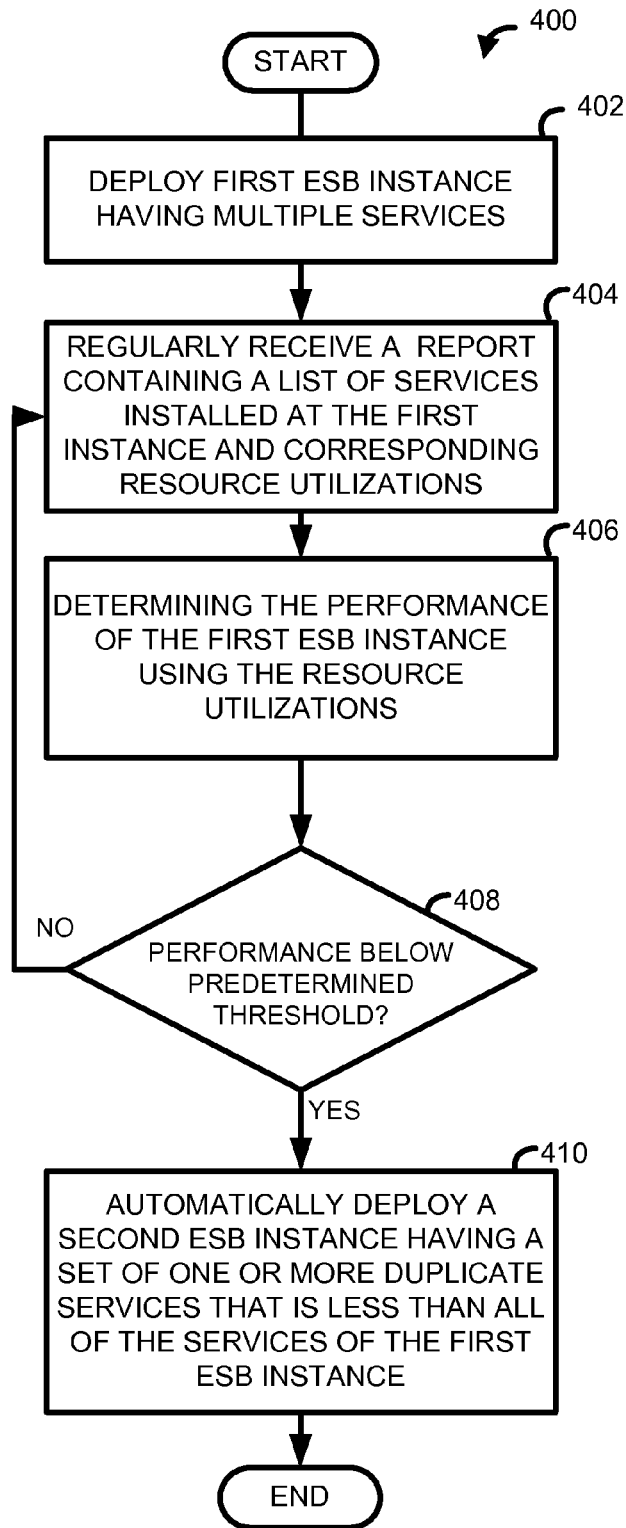 400
START
402
DEPLOY FIRST ESB INSTANCE
HAVING MULTIPLE SERVICES
404
REGULARLY RECEIVE A REPORT
CONTAINING A LIST OF SERVICES
INSTALLED AT THE FIRST
INSTANCE AND CORRESPONDING
RESOURCE UTILIZATIONS
406
DETERMINING THE PERFORMANCE
OF THE FIRST ESB INSTANCE
USING THE RESOURCE
UTILIZATIONS
408
NO
PERFORMANCE BELOW
PREDETERMINED
THRESHOLD?
YES
410
AUTOMATICALLY DEPLOY A
SECOND ESB INSTANCE HAVING A
SET OF ONE OR MORE DUPLICATE
SERVICES THAT IS LESS THAN ALL
OF THE SERVICES OF THE FIRST
ESB INSTANCE
END